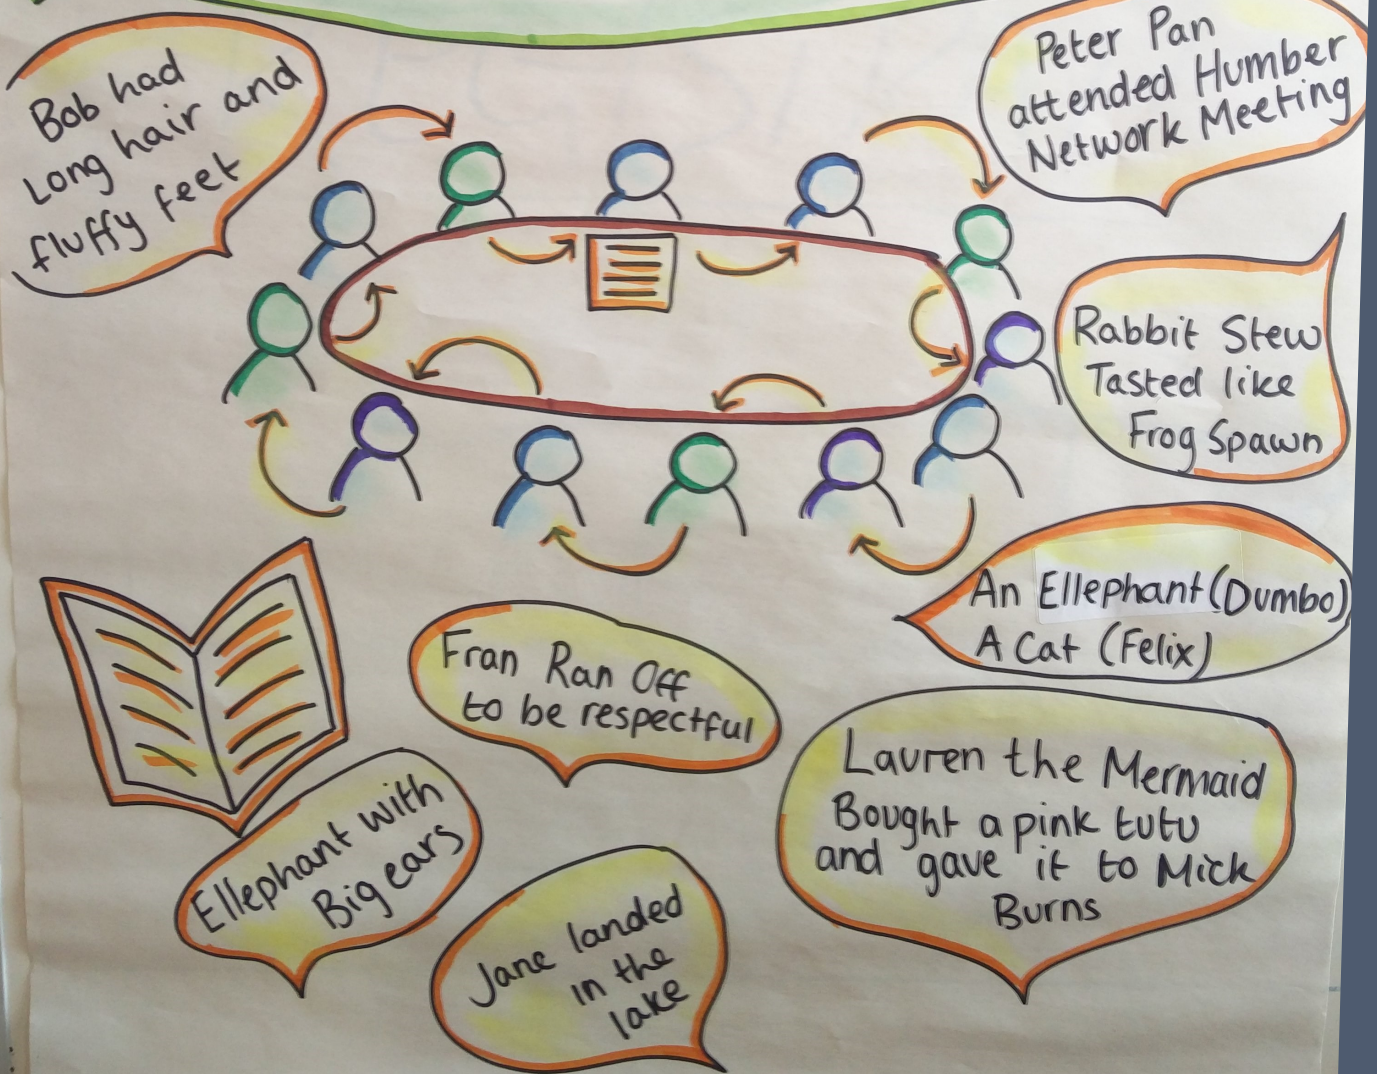 Bob had
Long hair and
fluffy feet
Peter Pan
attended Humber
Network Meeting
Rabbit Stew
Tasted like
Frog Spawn
An Ellephant (Dumbo)
A Cat (Felix)
Fran Ran Off
to be respectful
Lauren the Mermaid
Bought a pink tutu
and gave it to Mick
Burns
Ellephant with
Big ears
Jane landed
in the
lake